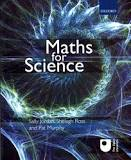 OXFORD
Maths
for
Science
Sally Jordan, Shelagh Ross
and Pat Murphy